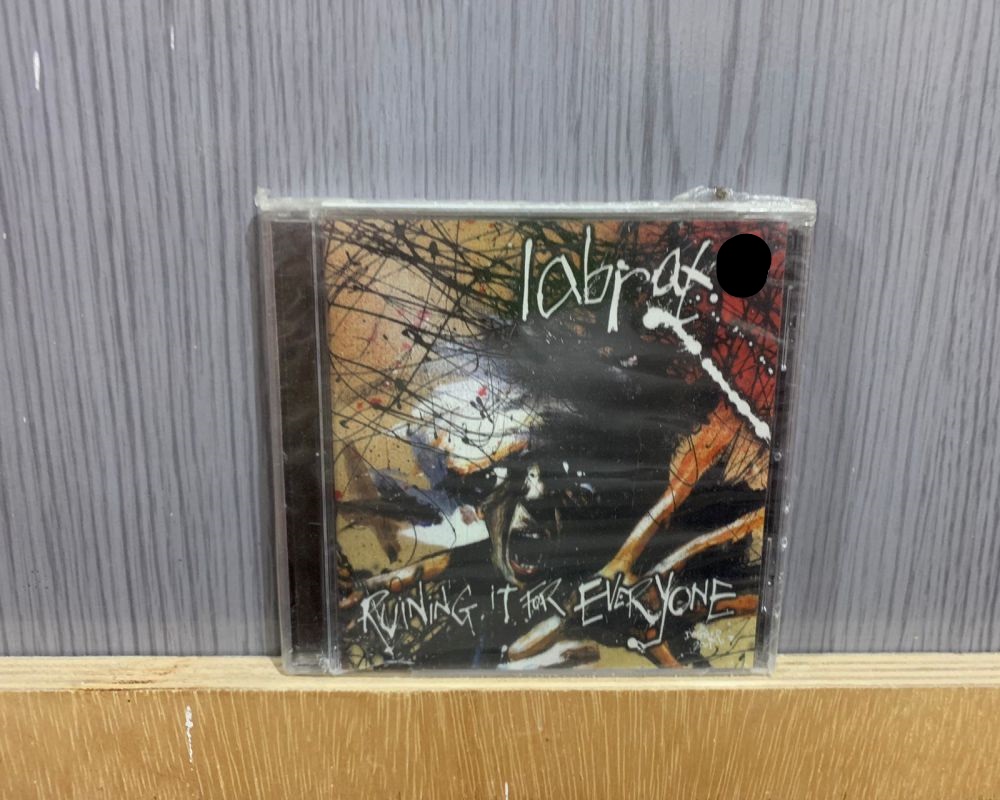 labrat
RUINING IT FOR EVERYONE